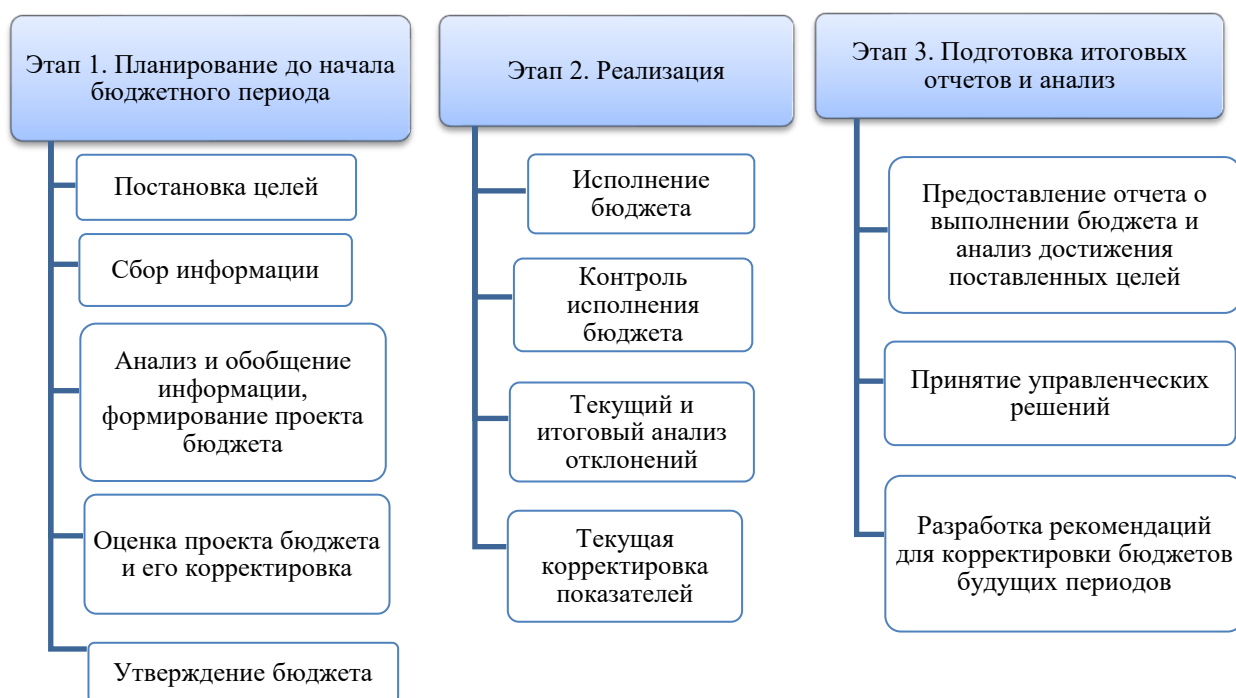 Этап 1. Планирование до начала
бюджетного периода
Постановка целей
Сбор информации
Анализ и обобщение
информации,
формирование проекта
бюджета
Оценка проекта бюджета
и его корректировка
Утверждение бюджета
Этап 2. Реализация
Исполнение
бюджета
Контроль
исполнения
бюджета
Текущий и
итоговый анализ
отклонений
Текущая
корректировка
показателей
Этап 3. Подготовка итоговых
отчетов и анализ
Предоставление отчета о
выполнении бюджета и
анализ достижения
поставленных целей
Принятие управленческих
решений
Разработка рекомендаций
для корректировки бюджетов
будущих периодов